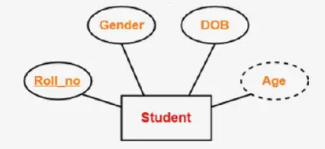 Gender
DOB
Roll_no
Age
Student